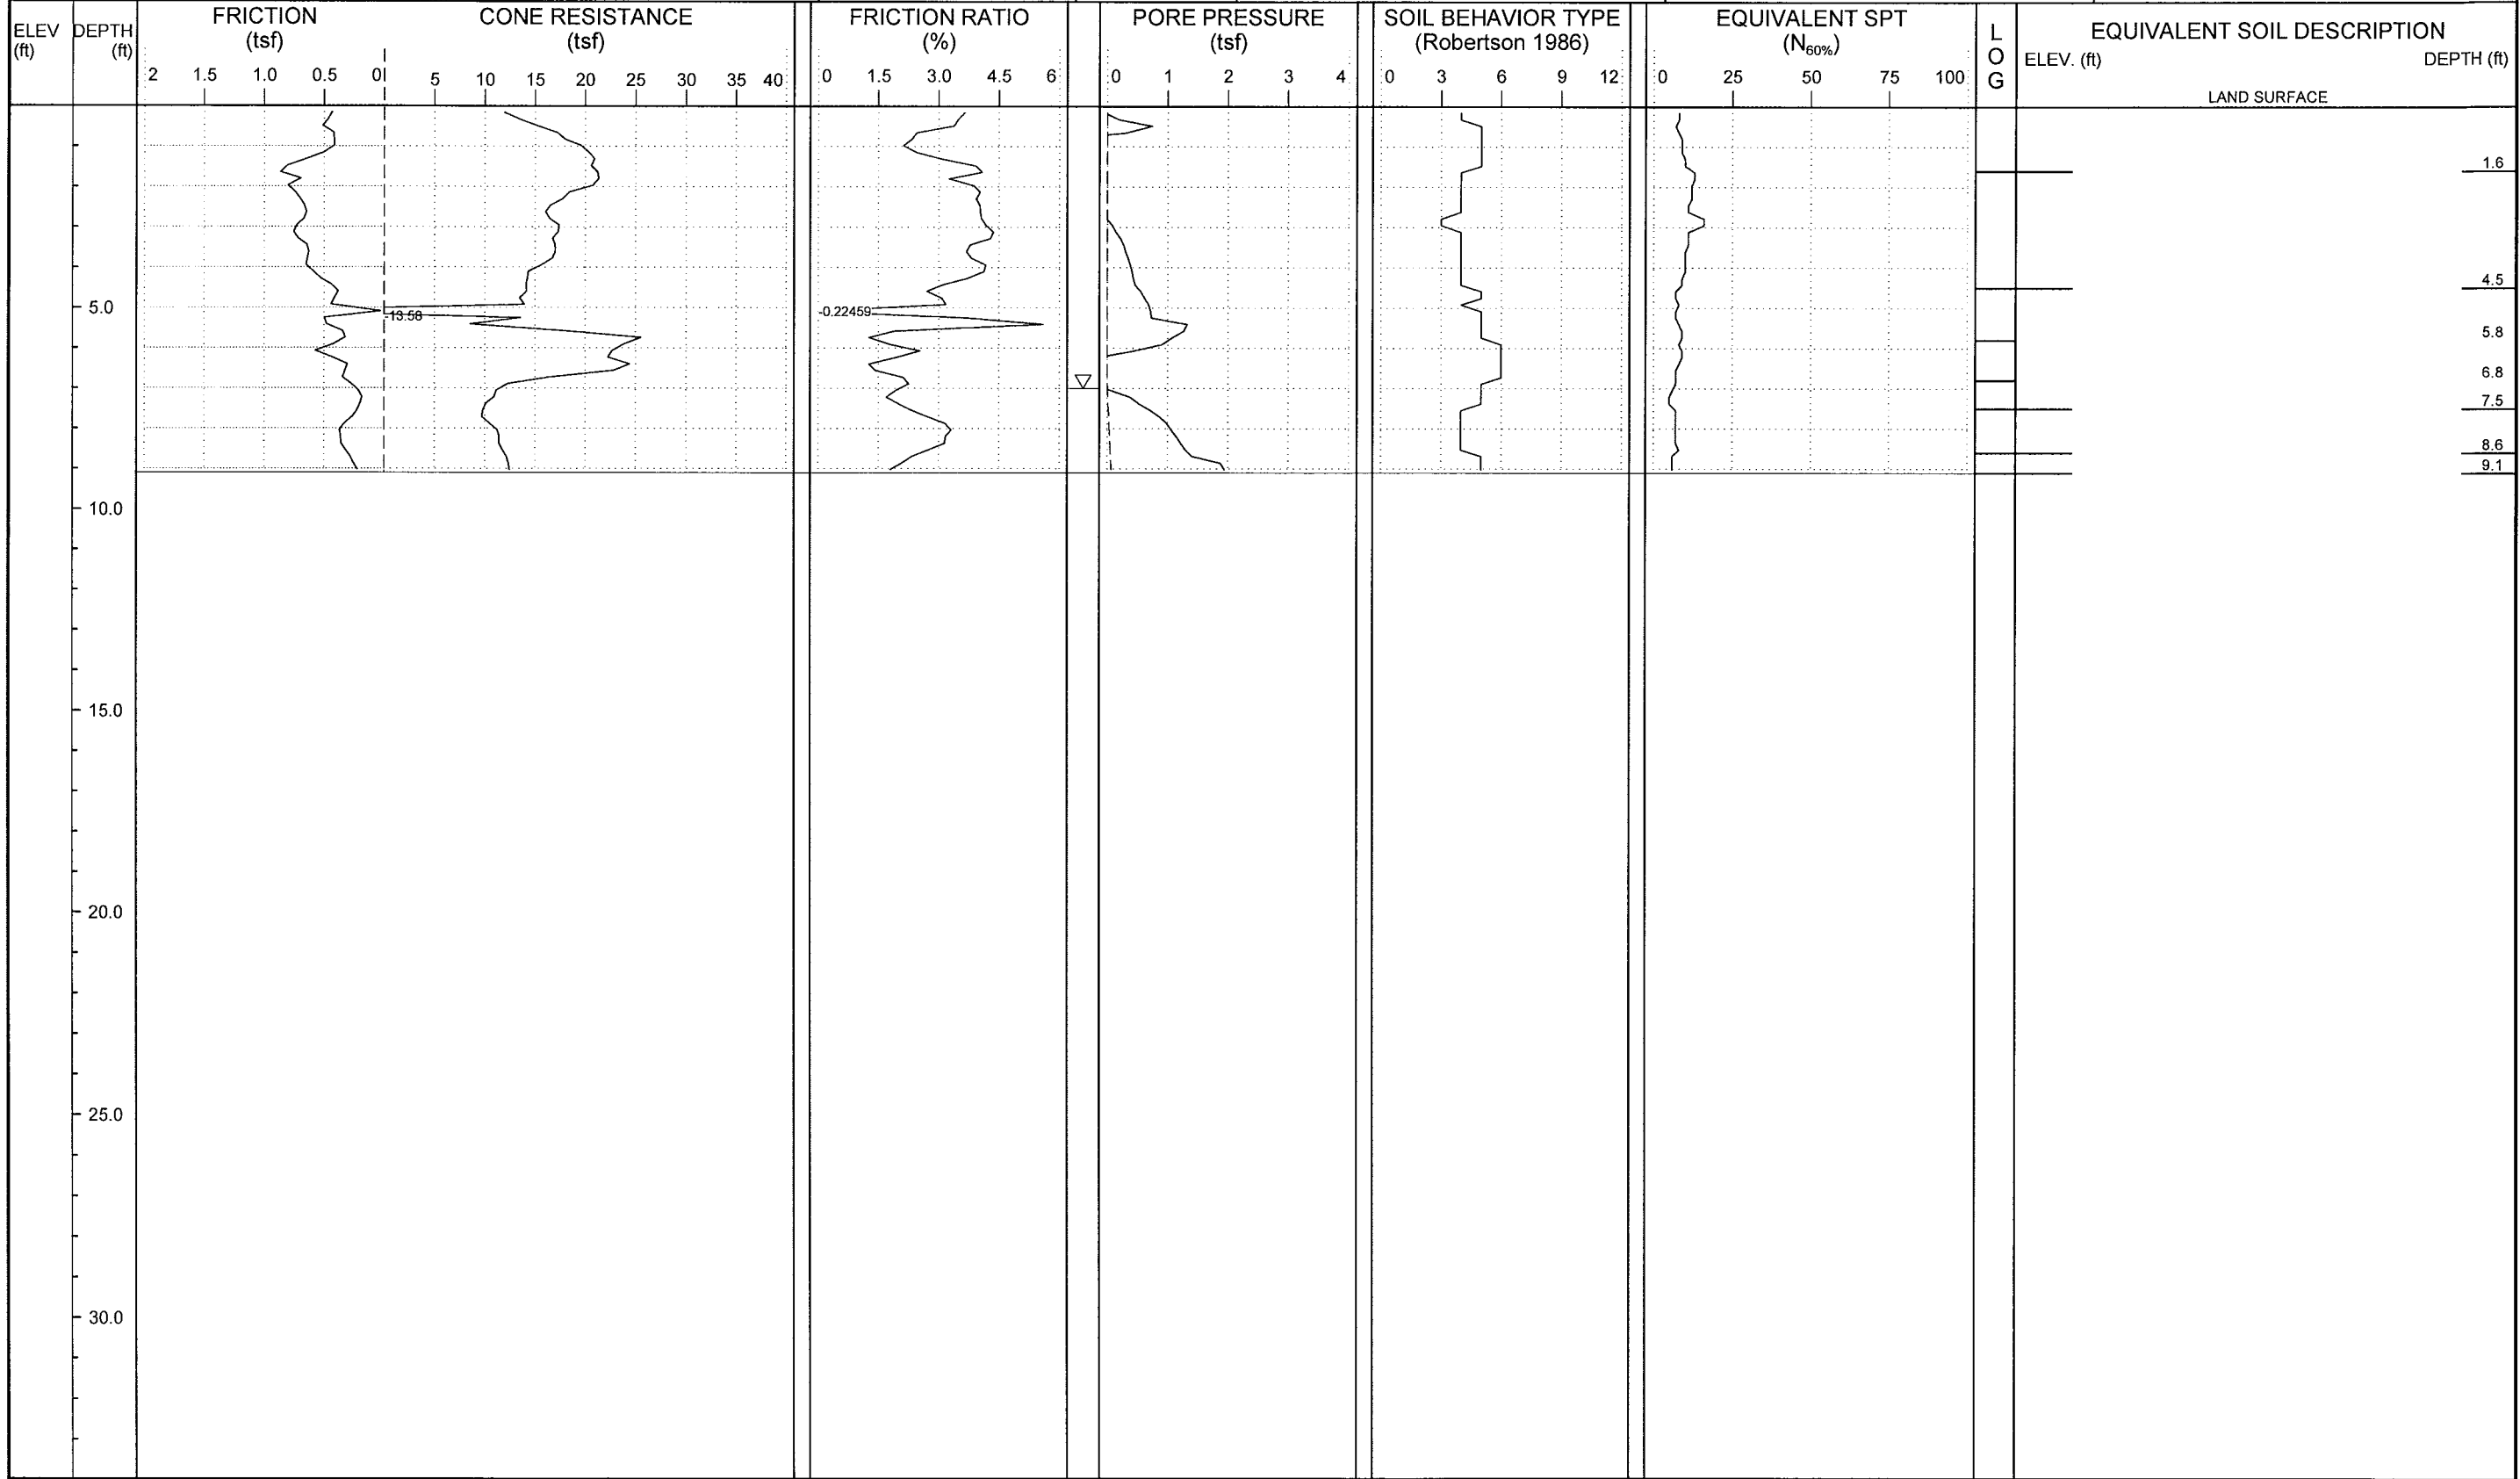 ELEV
(ft)
DEPTH
(ft)
FRICTION
(tsf)
CONE RESISTANCE
(tsf)
FRICTION RATIO
(%)
PORE PRESSURE
(tsf)
SOIL BEHAVIOR TYPE
(Robertson 1986)
EQUIVALENT SPT
(N60%)
L
O
G
EQUIVALENT SOIL DESCRIPTION
ELEV. (ft) DEPTH (ft)
LAND SURFACE
2 1.5 1.0 0.5 0
5 10 15 20 25 30 35 40
0 1.5 3.0 4.5 6
0 1 2 3 4
0 3 6 9 12
0 25 50 75 100
1.6
4.5
5.0
-13.58
-0.22459
5.8
6.8
7.5
8.6
9.1
10.0
15.0
20.0
25.0
30.0